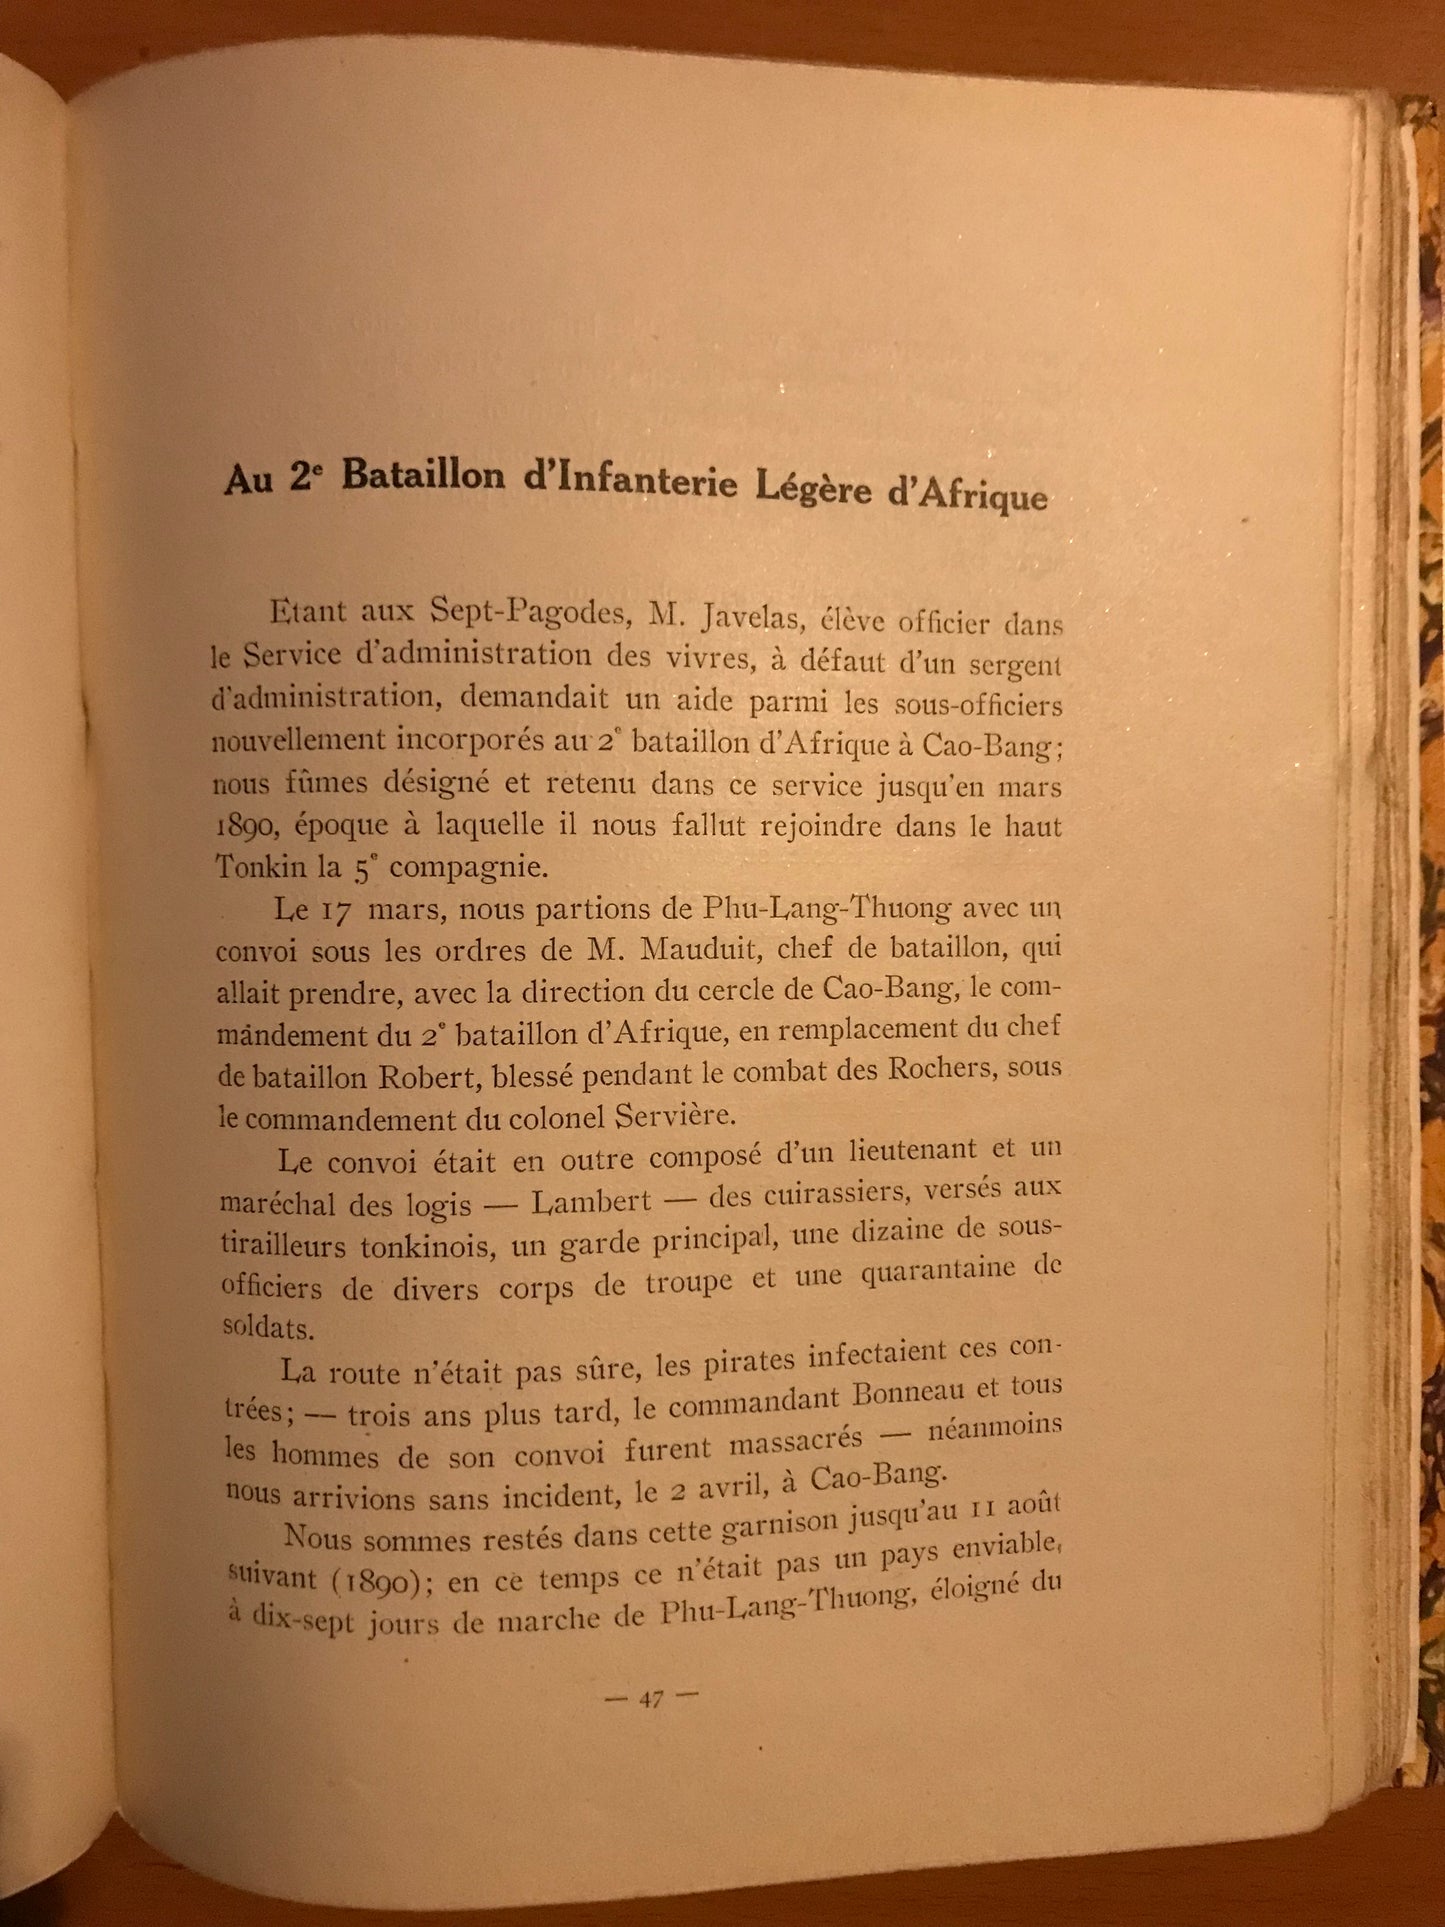 Au 2e Bataillon d'Infanterie Légère d'Afrique
Etant aux Sept-Pagodes, M. Javelas, élève officier dans
le Service d'administration des vivres, à défaut d'un sergent
d'administration, demandait un aide parmi les sous-officiers
nouvellement incorporés au 2e bataillon d'Afrique à Cao-Bang;
nous fûmes désigné et retenu dans ce service jusqu'en mars
1890, époque à laquelle il nous fallut rejoindre dans le haut
Tonkin la 5e compagnie.
Le 17 mars, nous partions de Phu-Lang-Thuong avec un
convoi sous les ordres de M. Mauduit, chef de bataillon, qui
allait prendre, avec la direction du cercle de Cao-Bang, le com-
mandement du 2e bataillon d'Afrique, en remplacement du chef
de bataillon Robert, blessé pendant le combat des Rochers, sous
le commandement du colonel Servière.
Le convoi était en outre composé d'un lieutenant et un
maréchal des logis — Lambert — des cuirassiers, versés aux
tirailleurs tonkinois, un garde principal, une dizaine de sous-
officiers de divers corps de troupe et une quarantaine de
soldats.
La route n'était pas sûre, les pirates infectaient ces con-
trées; — trois ans plus tard, le commandant Bonneau et tous
les hommes de son convoi furent massacrés — néanmoins
nous arrivions sans incident, le 2 avril, à Cao-Bang.
Nous sommes restés dans cette garnison jusqu'au 11 août
suivant (1890); en ce temps ce n'était pas un pays enviable,
à dix-sept jours de marche de Phu-Lang-Thuong, éloigné du
— 47 —